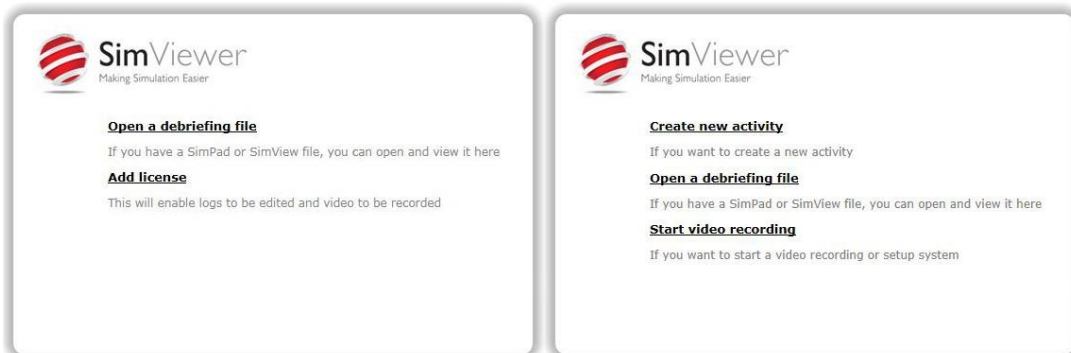 SimViewer
Making Simulation Easier
Open a debriefing file
If you have a SimPad or SimView file, you can open and view it here
Add license
This will enable logs to be edited and video to be recorded
SimViewer
Making Simulation Easier
Create new activity
If you want to create a new activity
Open a debriefing file
If you have a SimPad or SimView file, you can open and view it here
Start video recording
If you want to start a video recording or setup system